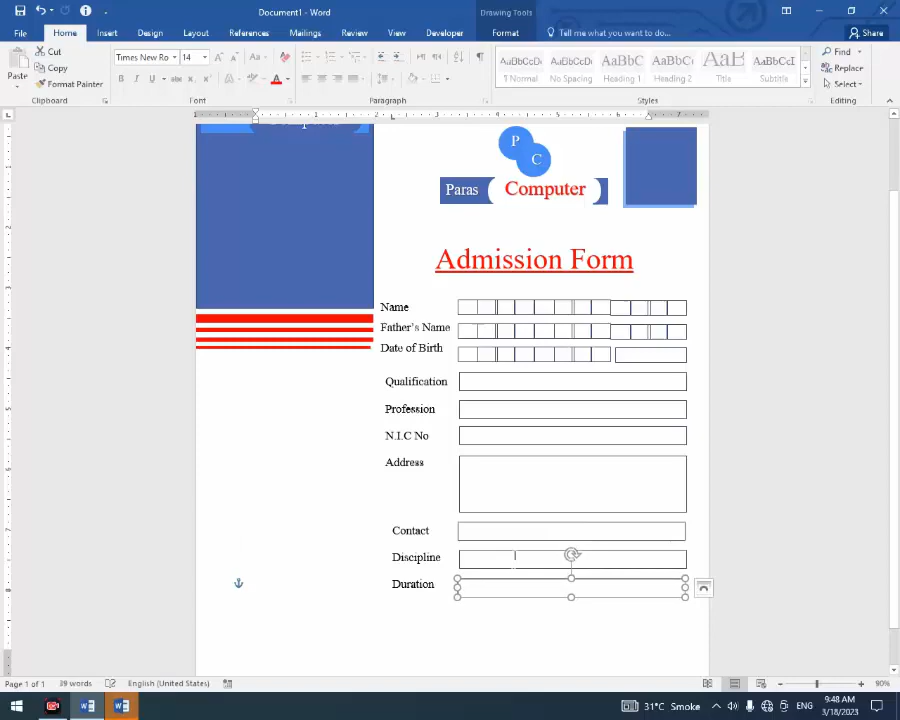 Document1 - Word
Drawing Tools
File
Home
Insert
Design
Layout
References
Mailings
Review
View
Developer
Format
Tell me what you want to do...
Share
Paste
Cut
Copy
Format Painter
Clipboard
Times New Ro
14
Font
Paragraph
AaBbCcDc
¶ Normal
AaBbCcDc
No Spacing
AaBbC
Heading 1
AaBbCc
Heading 2
AaB
Title
AaBbCcD
Subtitle
Styles
Find
Replace
Select
Editing
P
C
Paras
Computer
Admission Form
Name
Father's Name
Date of Birth
Qualification
Profession
N.I.C No
Address
Contact
Discipline
Duration
Page 1 of 1
39 words
English (United States)
90%
31°C Smoke
ENG
9:48 AM
3/18/2023